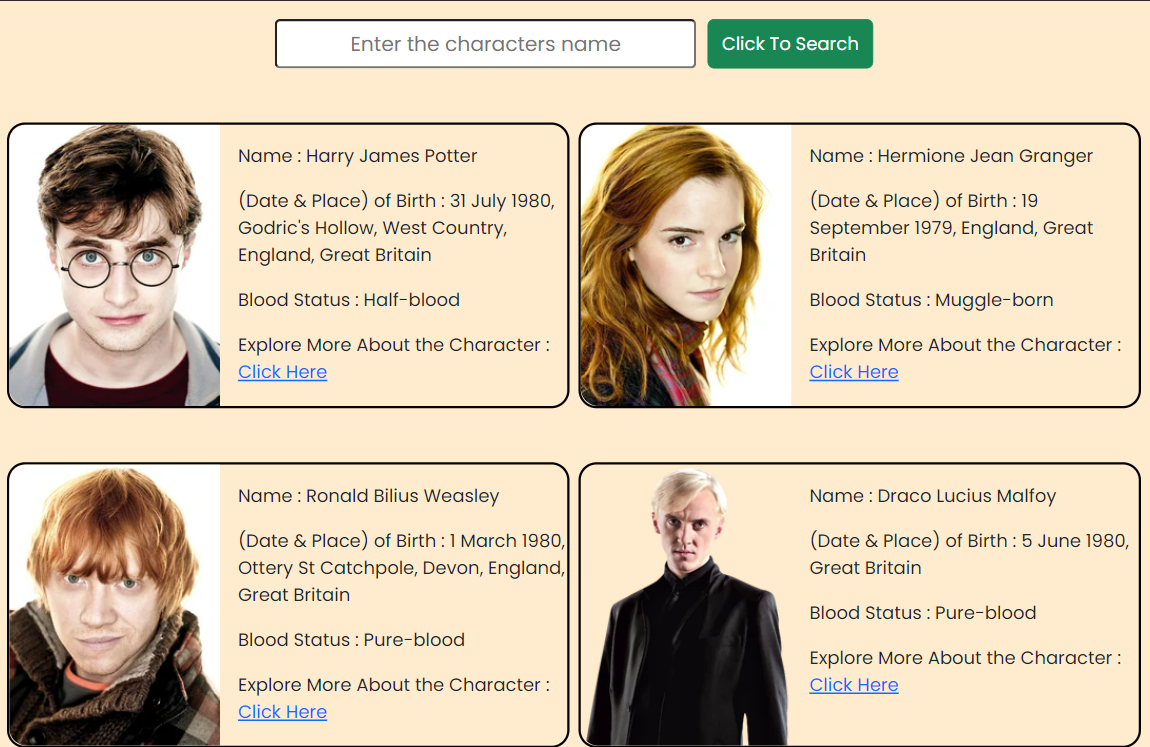 Enter the characters name
Click To Search
Name : Harry James Potter
(Date & Place) of Birth : 31 July 1980,
Godric's Hollow, West Country,
England, Great Britain
Blood Status : Half-blood
Explore More About the Character :
Click Here
Name : Hermione Jean Granger
(Date & Place) of Birth : 19
September 1979, England, Great
Britain
Blood Status : Muggle-born
Explore More About the Character :
Click Here
Name : Ronald Bilius Weasley
(Date & Place) of Birth : 1 March 1980,
Ottery St Catchpole, Devon, England,
Great Britain
Blood Status : Pure-blood
Explore More About the Character :
Click Here
Name : Draco Lucius Malfoy
(Date & Place) of Birth : 5 June 1980,
Great Britain
Blood Status : Pure-blood
Explore More About the Character :
Click Here